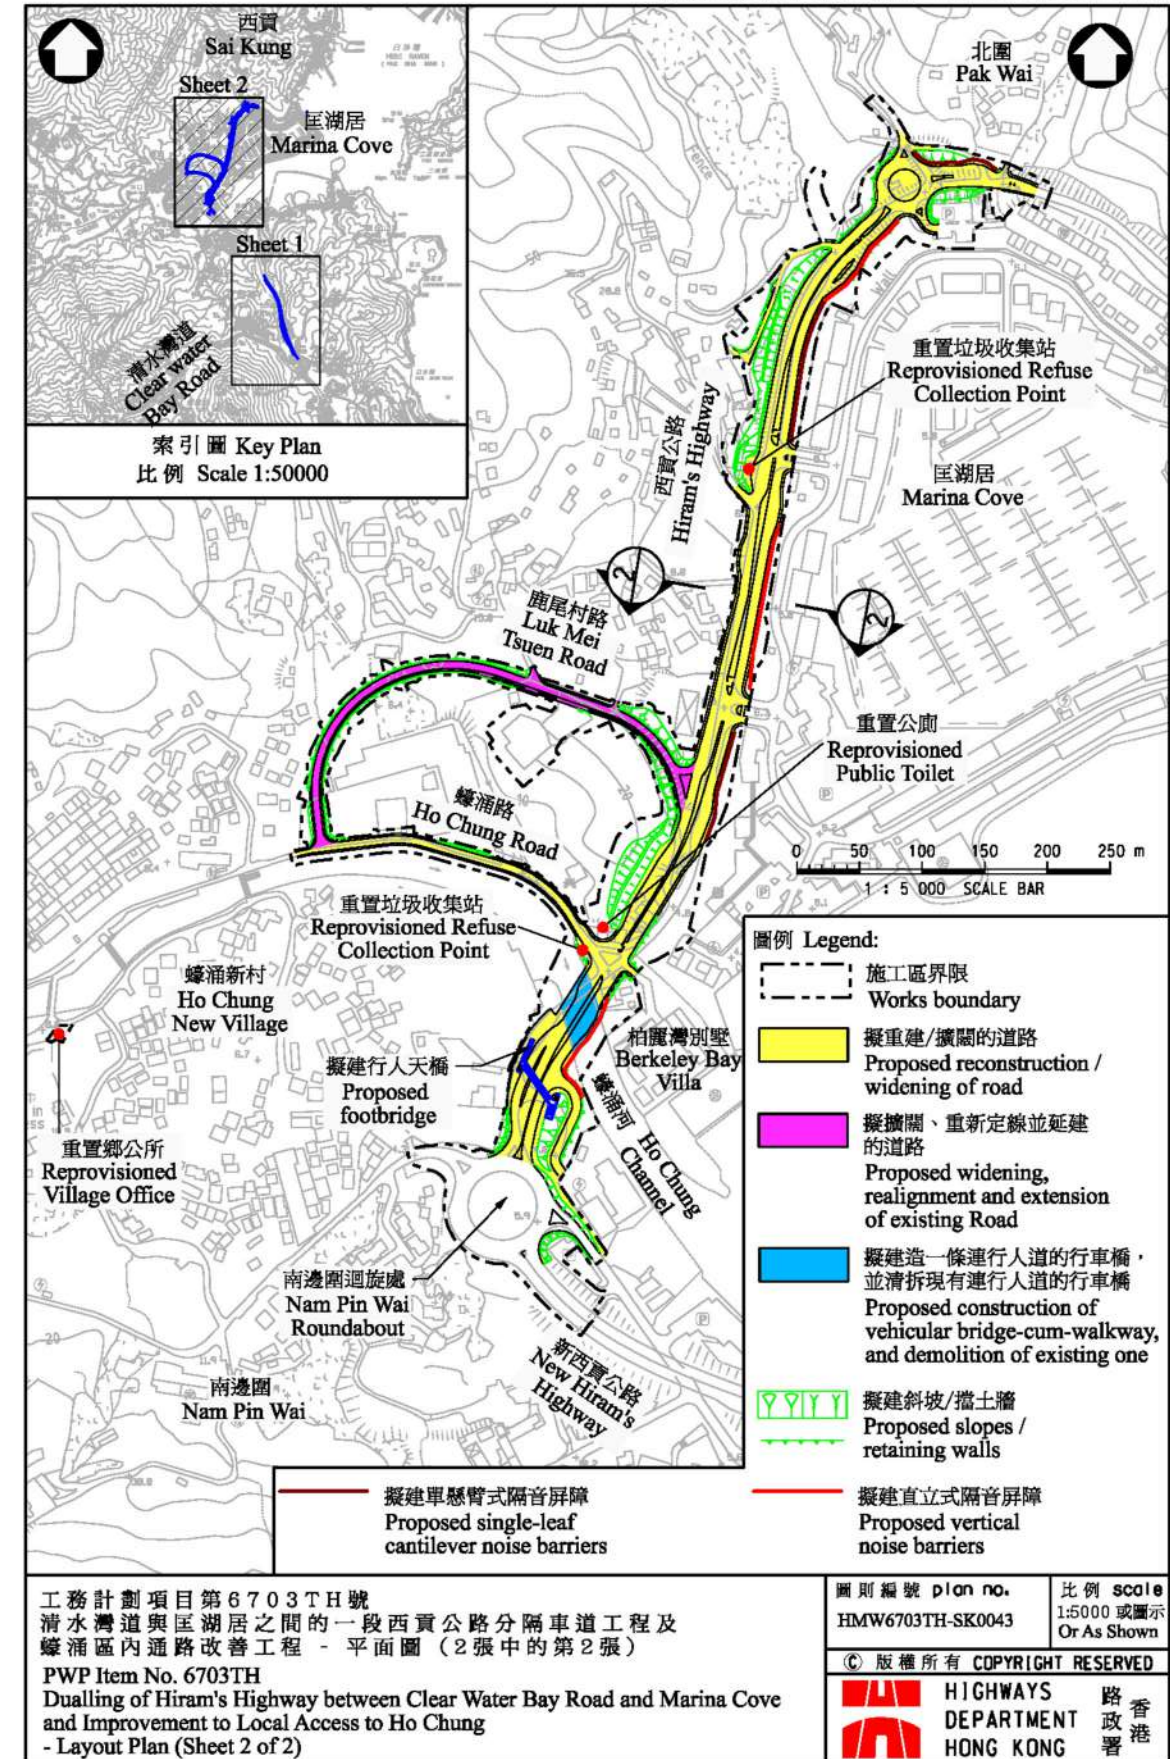 西貢
Sai Kung
Sheet 2
匡湖居
Marina Cove
Sheet 1
清水灣道
Clear water
Bay Road
索引圖 Key Plan
比例 Scale 1:50000
北圍
Pak Wai
Fence
Wall
重置垃圾收集站
Reprovisioned Refuse
Collection Point
西貢公路
Hiram's Highway
匡湖居
Marina Cove
2
2
鹿尾村路
Luk Mei
Tsuen Road
重置公廁
Reprovisioned
Public Toilet
蠔涌路
Ho Chung Road
0 50 100 150 200 250 m
1 : 5 000 SCALE BAR
重置垃圾收集站
Reprovisioned Refuse
Collection Point
蠔涌新村
Ho Chung
New Village
柏麗灣別墅
Berkeley Bay
Villa
擬建行人天橋
Proposed
footbridge
蠔涌河 Ho Chung
Channel
重置鄉公所
Reprovisioned
Village Office
南邊圍迴旋處
Nam Pin Wai
Roundabout
新西貢公路
New Hiram's
Highway
南邊圍
Nam Pin Wai
圖例 Legend:
施工區界限
Works boundary
擬重建/擴闊的道路
Proposed reconstruction /
widening of road
擬擴闊、重新定線並延建
的道路
Proposed widening,
realignment and extension
of existing Road
擬建造一條連行人道的行車橋，
並清拆現有連行人道的行車橋
Proposed construction of
vehicular bridge-cum-walkway,
and demolition of existing one
擬建斜坡/擋土牆
Proposed slopes /
retaining walls
擬建單懸臂式隔音屏障
Proposed single-leaf
cantilever noise barriers
擬建直立式隔音屏障
Proposed vertical
noise barriers
工務計劃項目第6703TH號
清水灣道與匡湖居之間的一段西貢公路分隔車道工程及
蠔涌區內通路改善工程 - 平面圖 （2張中的第2張）
PWP Item No. 6703TH
Dualling of Hiram's Highway between Clear Water Bay Road and Marina Cove
and Improvement to Local Access to Ho Chung
- Layout Plan (Sheet 2 of 2)
圖則編號 plan no.
HMW6703TH-SK0043
比例 scale
1:5000 或圖示
Or As Shown
© 版權所有 COPYRIGHT RESERVED
HIGHWAYS
DEPARTMENT
HONG KONG
香港
路政署